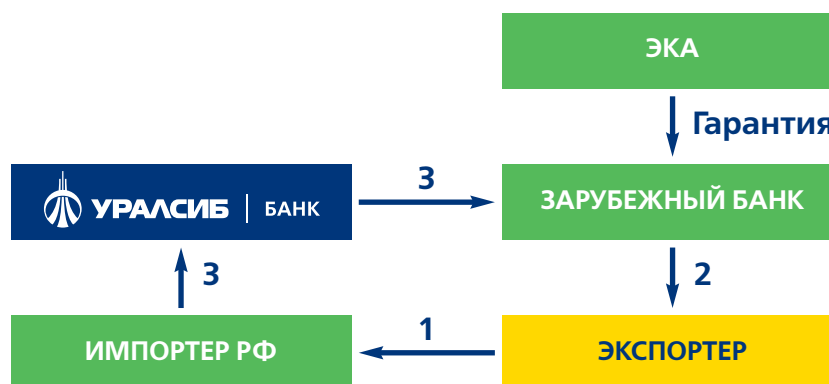 ЭКА
Гарантия
3
УРАЛСИБ | БАНК
ЗАРУБЕЖНЫЙ БАНК
3
2
1
ИМПОРТЕР РФ
ЭКСПОРТЕР